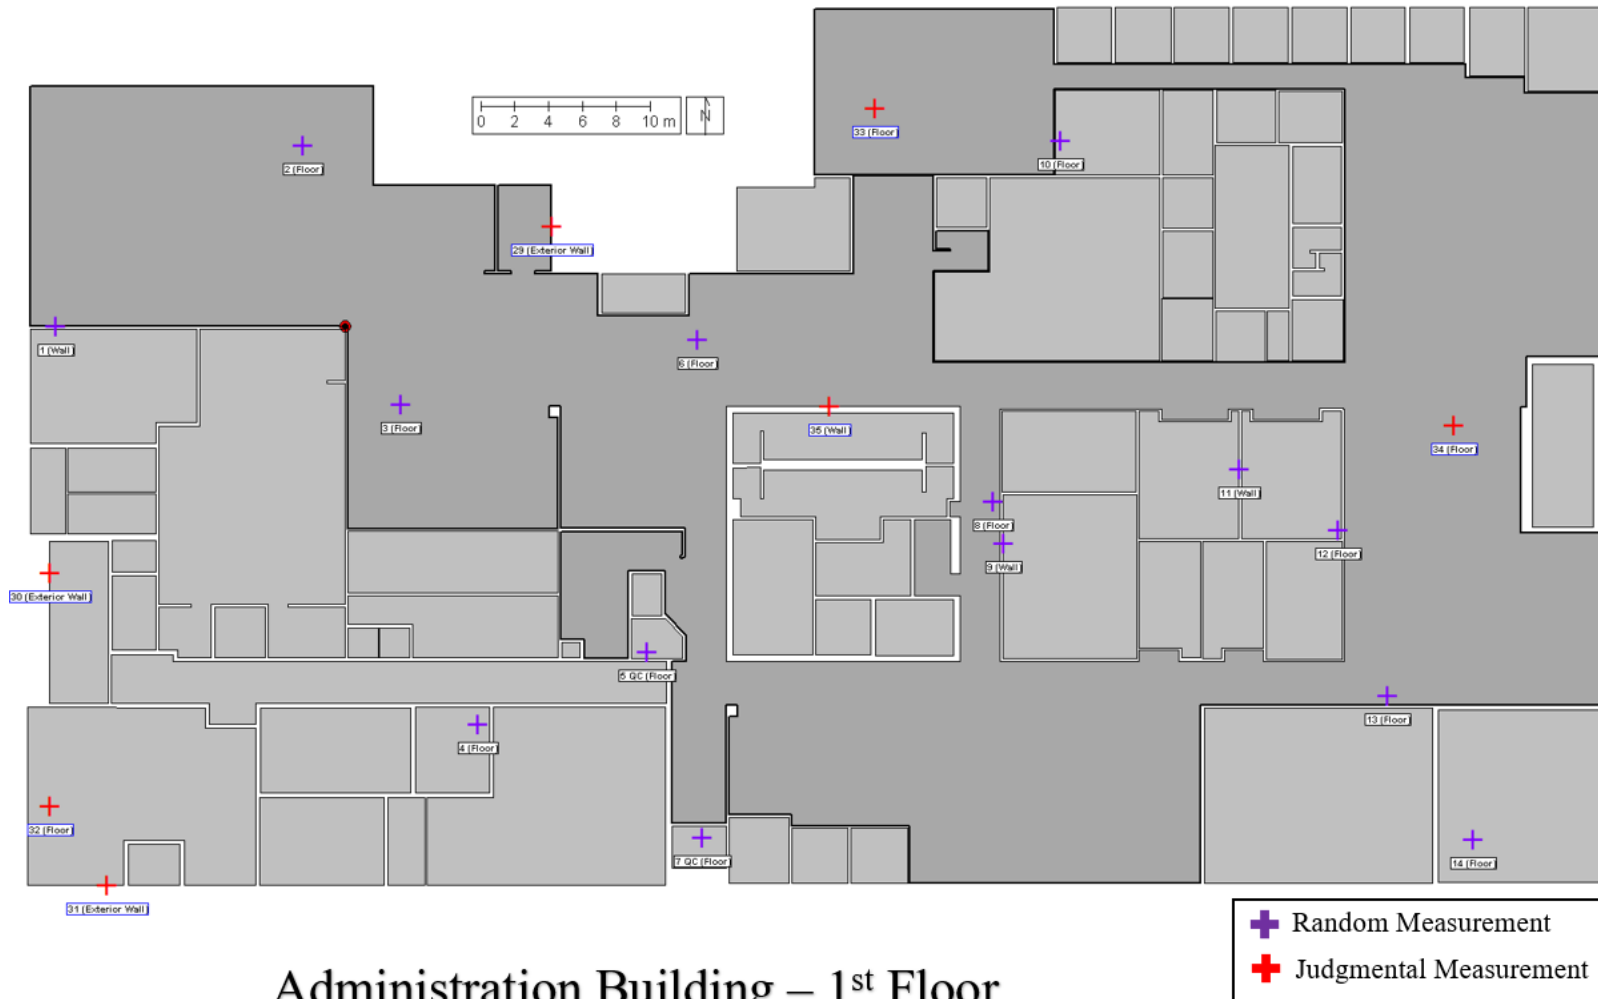 0 2 4 6 8 10 m
N
33 (Floor)
2 (Floor)
10 (Floor)
29 (Exterior Wall)
1 (Wall)
6 (Floor)
3 (Floor)
35 (Wall)
34 (Floor)
11 (Wall)
8 (Floor)
12 (Floor)
9 (Wall)
30 (Exterior Wall)
5 QC (Floor)
13 (Floor)
4 (Floor)
32 (Floor)
7 QC (Floor)
14 (Floor)
31 (Exterior Wall)
Random Measurement
Judgmental Measurement
Administration Building – 1st Floor